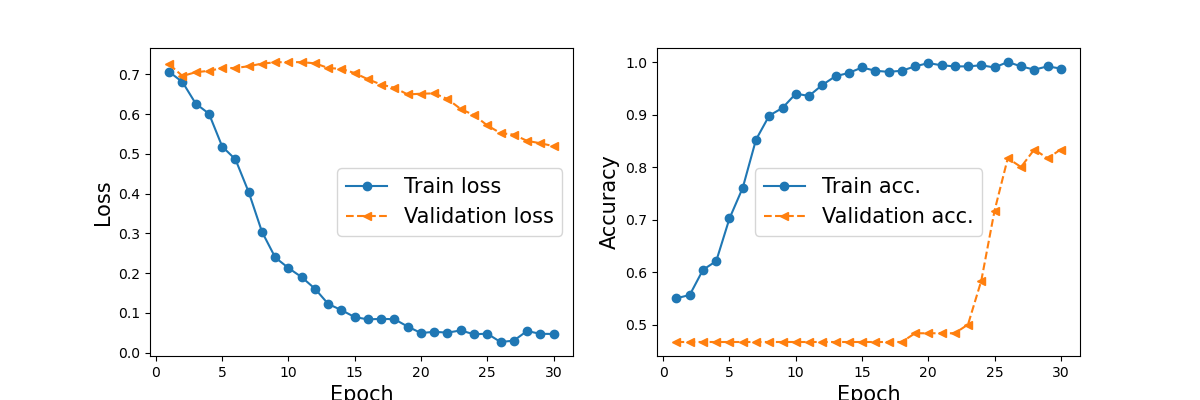 0.7
0.6
0.5
0.4
0.3
0.2
0.1
0.0
Loss
0 5 10 15 20 25 30
Epoch
Train loss
Validation loss
1.0
0.9
0.8
0.7
0.6
0.5
Accuracy
0 5 10 15 20 25 30
Epoch
Train acc.
Validation acc.